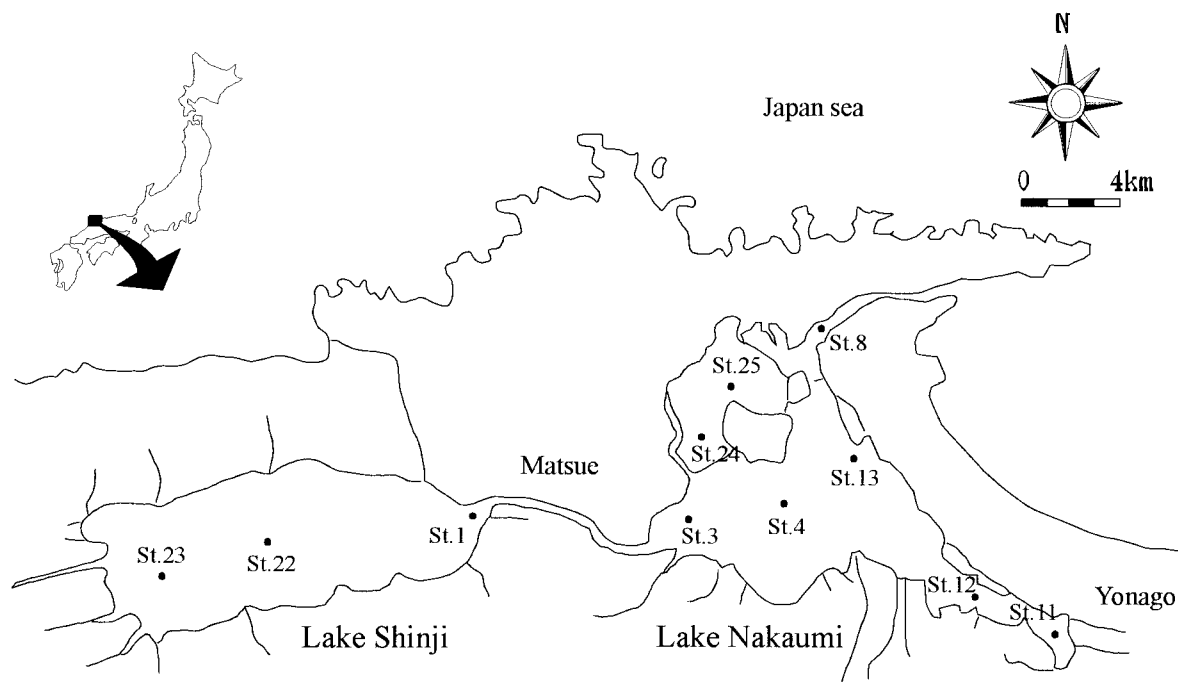 N
Japan sea
0 4km
St.8
St.25
St.24
Matsue
St.13
St.1
St.3
St.4
St.23
St.22
St.12
St.11
Yonago
Lake Shinji
Lake Nakaumi